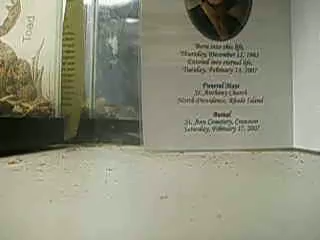 Toad
Born into this life,
Thursday, December 12, 1963
Entered into eternal life,
Tuesday, February 13, 2007
Funeral Mass
St. Anthony Church
North Providence, Rhode Island
Burial
St. Ann Cemetery, Cranston
Saturday, February 17, 2007